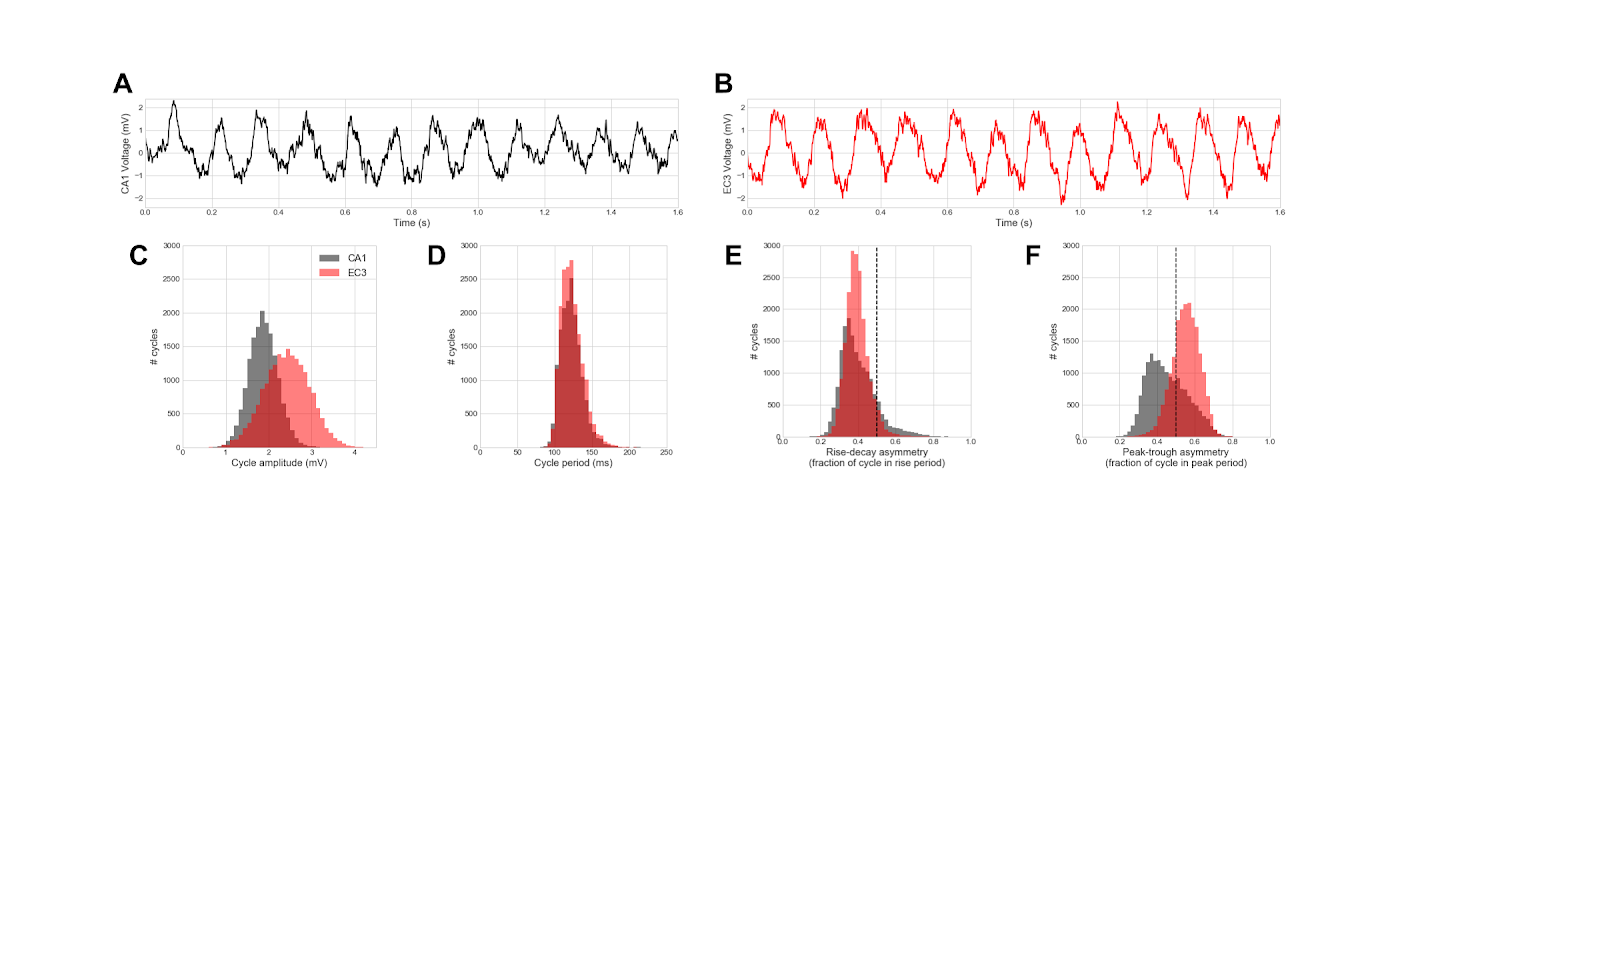 A
B
CA1 Voltage (mV)
2
1
0
−1
−2
0.0 0.2 0.4 0.6 0.8 1.0 1.2 1.4 1.6
Time (s)
EC3 Voltage (mV)
2
1
0
−1
−2
0.0 0.2 0.4 0.6 0.8 1.0 1.2 1.4 1.6
Time (s)
C
# cycles
3000
2500
2000
1500
1000
500
0
CA1
EC3
0 1 2 3 4
Cycle amplitude (mV)
D
# cycles
3000
2500
2000
1500
1000
500
0
0 50 100 150 200 250
Cycle period (ms)
E
# cycles
3000
2500
2000
1500
1000
500
0
0.0 0.2 0.4 0.6 0.8 1.0
Rise-decay asymmetry
(fraction of cycle in rise period)
F
# cycles
3000
2500
2000
1500
1000
500
0
0.0 0.2 0.4 0.6 0.8 1.0
Peak-trough asymmetry
(fraction of cycle in peak period)